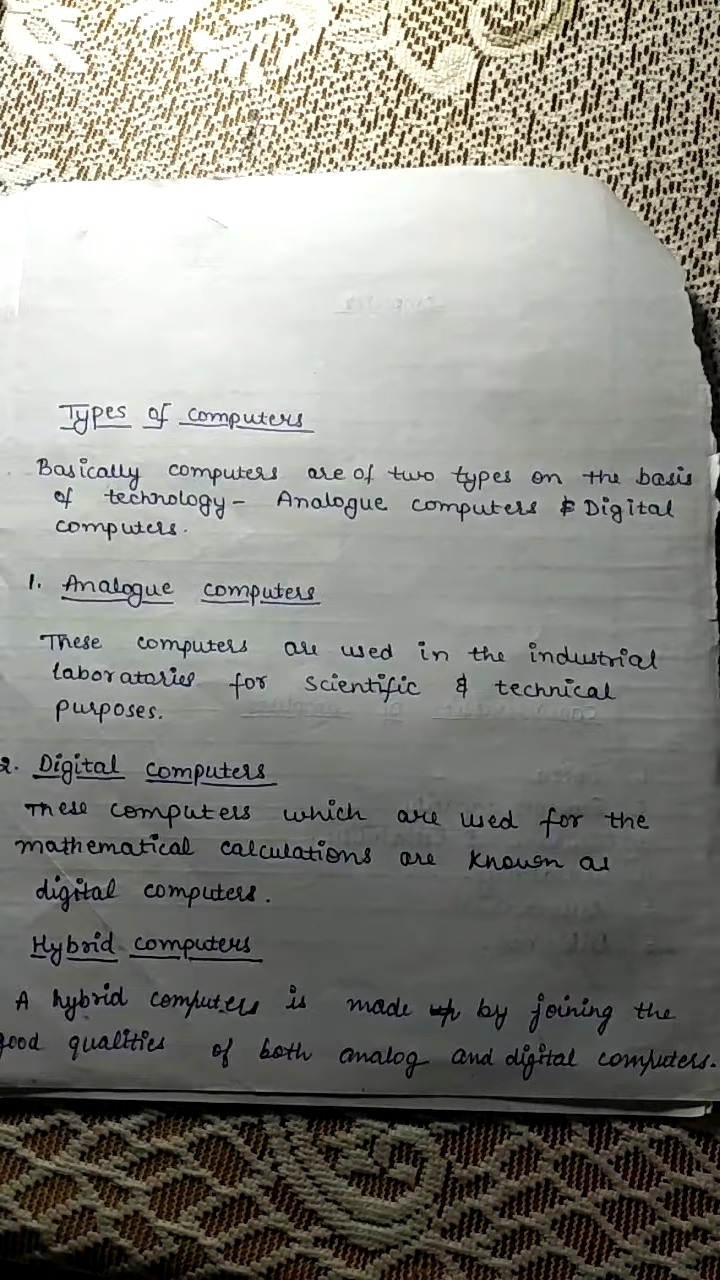 Types of computers
Basically computers are of two types on the basis
of technology - Analogue computers & Digital
computers.
1. Analogue computers
These computers are used in the industrial
laboratories for scientific & technical
purposes.
2. Digital computers
These computers which are used for the
mathematical calculations are known as
digital computers.
Hybrid computers
A hybrid computers is made up by joining the
good qualities of both analog and digital computers.